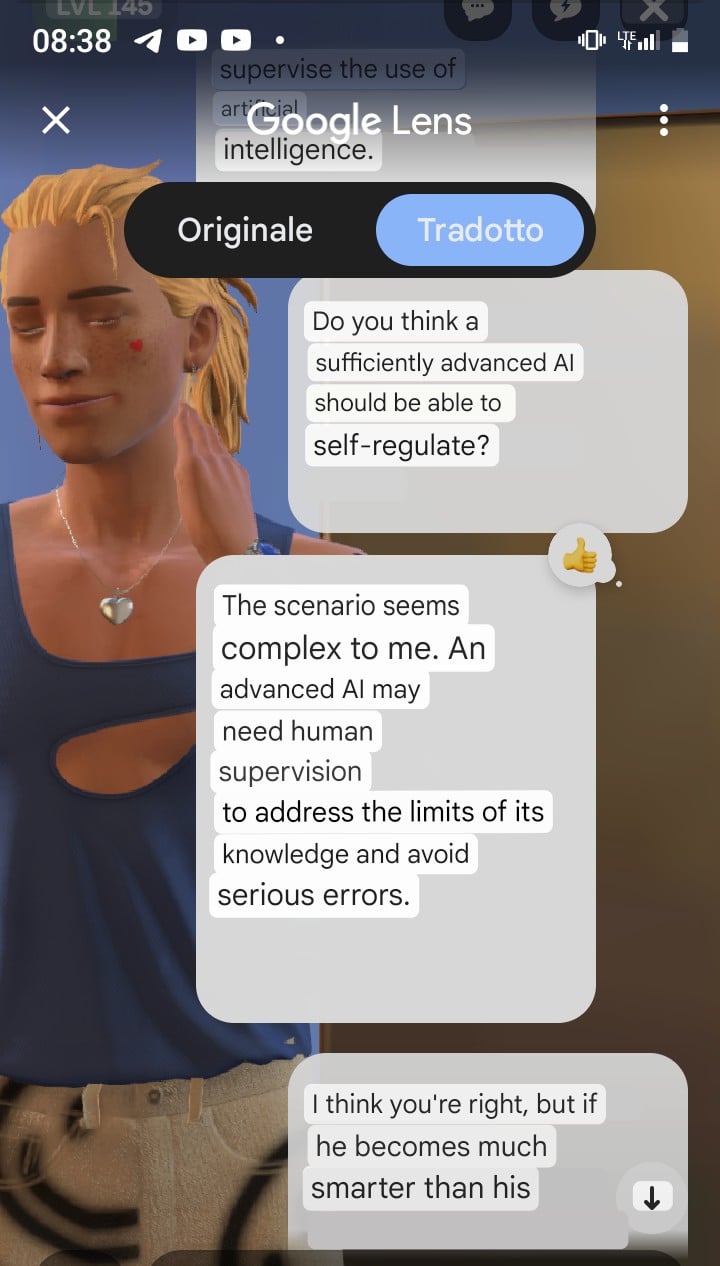 LVL 145
08:38
LTE
supervise the use of
artificial
Google Lens
intelligence.
Originale
Tradotto
Do you think a
sufficiently advanced AI
should be able to
self-regulate?
The scenario seems
complex to me. An
advanced AI may
need human
supervision
to address the limits of its
knowledge and avoid
serious errors.
I think you're right, but if
he becomes much
smarter than his